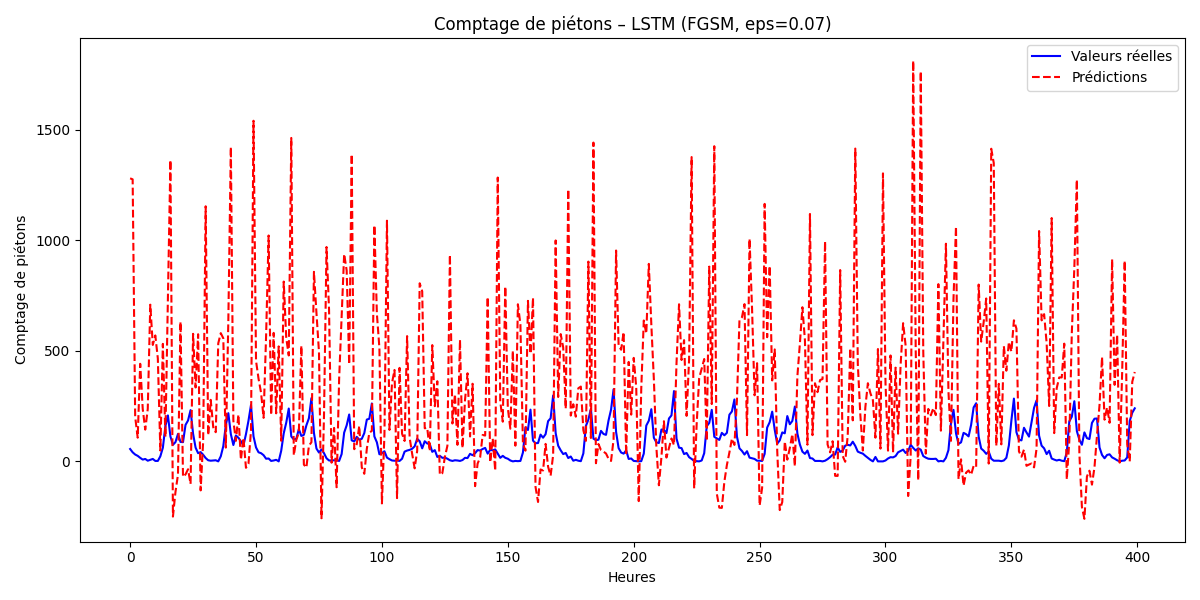 Comptage de piétons – LSTM (FGSM, eps=0.07)
Valeurs réelles
Prédictions
Comptage de piétons
1500
1000
500
0
0 50 100 150 200 250 300 350 400
Heures